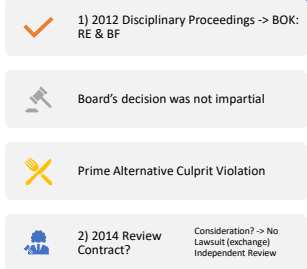 1) 2012 Disciplinary Proceedings -> BOK:
RE & BF
Board's decision was not impartial
Prime Alternative Culprit Violation
2) 2014 Review
Contract?
Consideration? -> No
Lawsuit (exchange)
Independent Review